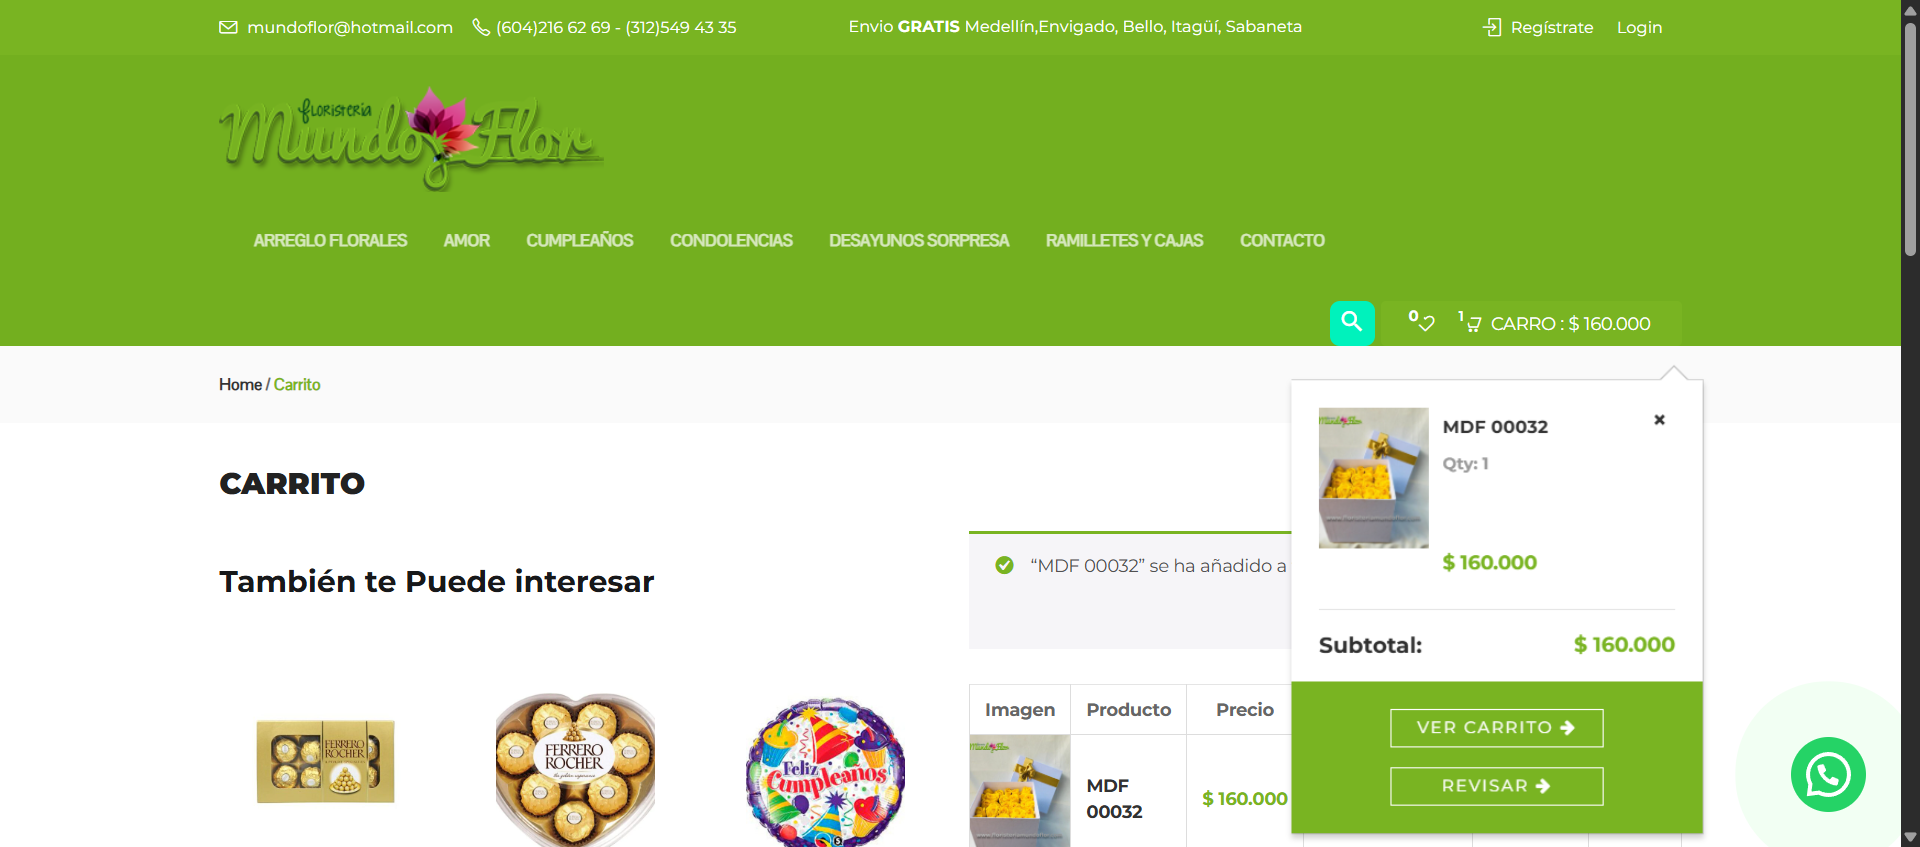 mundoflor@hotmail.com
(604)216 62 69 - (312)549 43 35
Envio GRATIS Medellín,Envigado, Bello, Itagüí, Sabaneta
Regístrate
Login
floristeria
Mundo Flor
ARREGLO FLORALES
AMOR
CUMPLEAÑOS
CONDOLENCIAS
DESAYUNOS SORPRESA
RAMILLETES Y CAJAS
CONTACTO
0
1
CARRO : $ 160.000
Home / Carrito
MDF 00032
Qty: 1
$ 160.000
Subtotal:
$ 160.000
VER CARRITO
REVISAR
CARRITO
También te Puede interesar
FERRERO
ROCHER
FERRERO
ROCHER
Feliz
Cumpleaños
“MDF 00032” se ha añadido a
Imagen
Producto
Precio
MDF
00032
$ 160.000